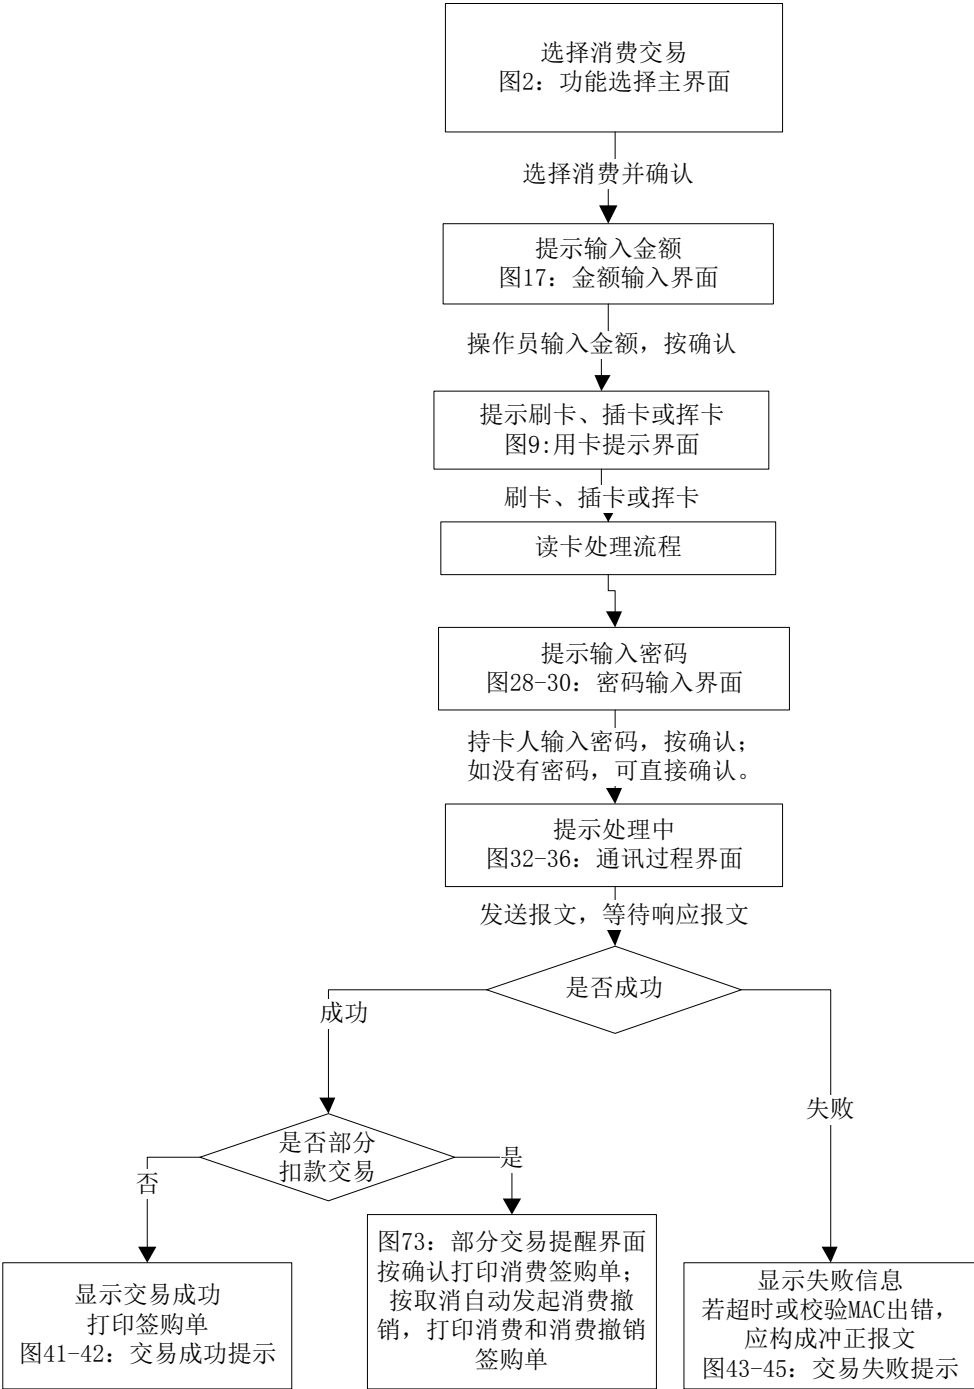 选择消费交易
图2：功能选择主界面
选择消费并确认
提示输入金额
图17：金额输入界面
操作员输入金额，按确认
提示刷卡、插卡或挥卡
图9:用卡提示界面
刷卡、插卡或挥卡
读卡处理流程
提示输入密码
图28-30：密码输入界面
持卡人输入密码，按确认；
如没有密码，可直接确认。
提示处理中
图32-36：通讯过程界面
发送报文，等待响应报文
是否成功
成功
失败
是否部分
扣款交易
否
是
显示交易成功
打印签购单
图41-42：交易成功提示
图73：部分交易提醒界面
按确认打印消费签购单；
按取消自动发起消费撤
销，打印消费和消费撤销
签购单
显示失败信息
若超时或校验MAC出错，
应构成冲正报文
图43-45：交易失败提示